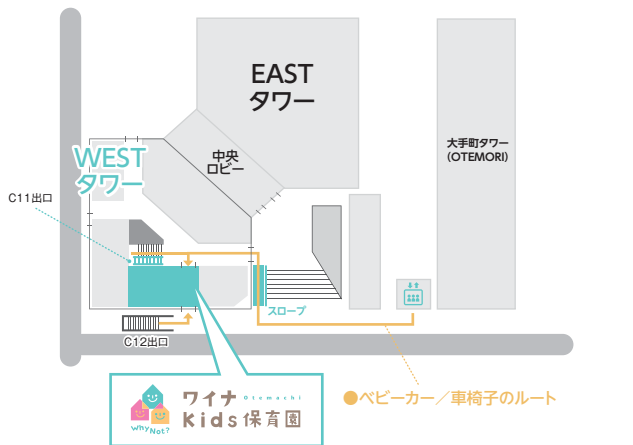 EAST
タワー
大手町タワー
(OTEMORI)
中央
ロビー
WEST
タワー
C11出口
スロープ
C12出口
●ベビーカー／車椅子のルート
ワイナ Otemachi
Kids保育園
Why Not?